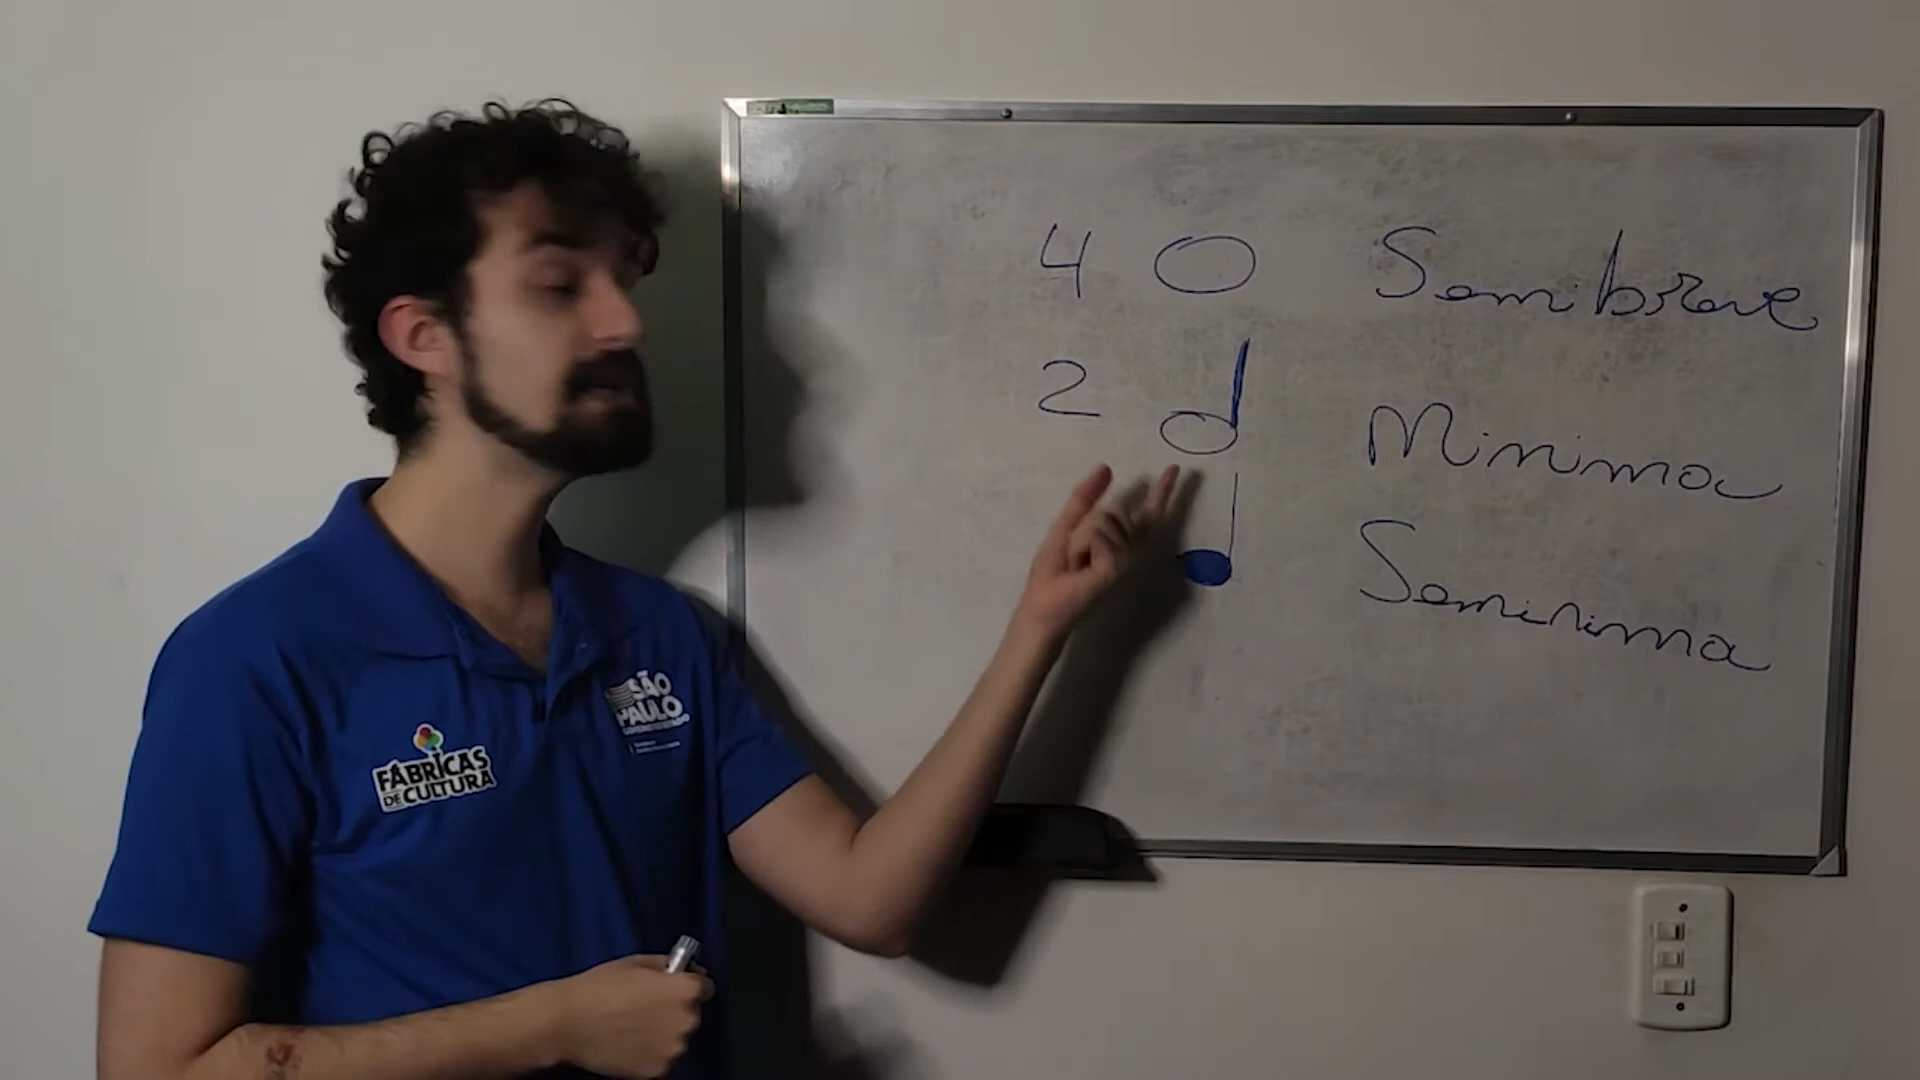 4 Semibreve
2 Minima
Seminima
FÁBRICAS
DE CULTURA
SÃO
PAULO